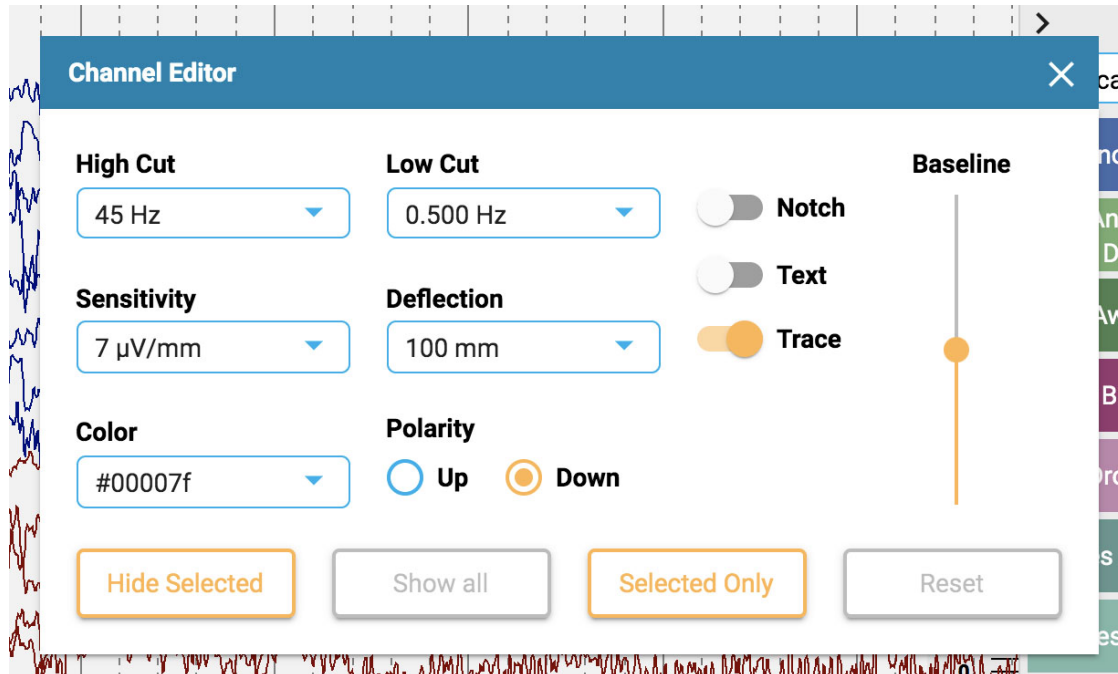 Channel Editor
High Cut
Low Cut
Baseline
45 Hz
0.500 Hz
Notch
Text
Sensitivity
Deflection
7 µV/mm
100 mm
Trace
Color
Polarity
#00007f
Up
Down
Hide Selected
Show all
Selected Only
Reset